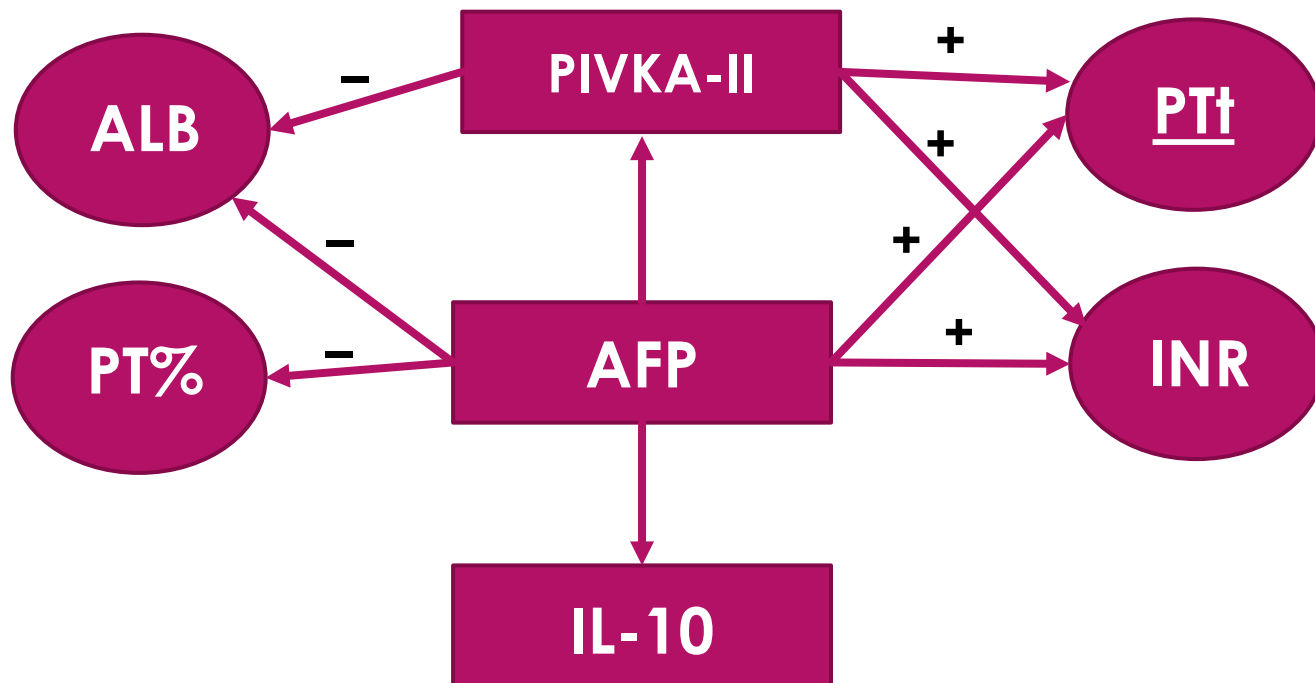 PIVKA-II
ALB
PTt
PT%
AFP
INR
IL-10
–
+
+
–
+
–
+